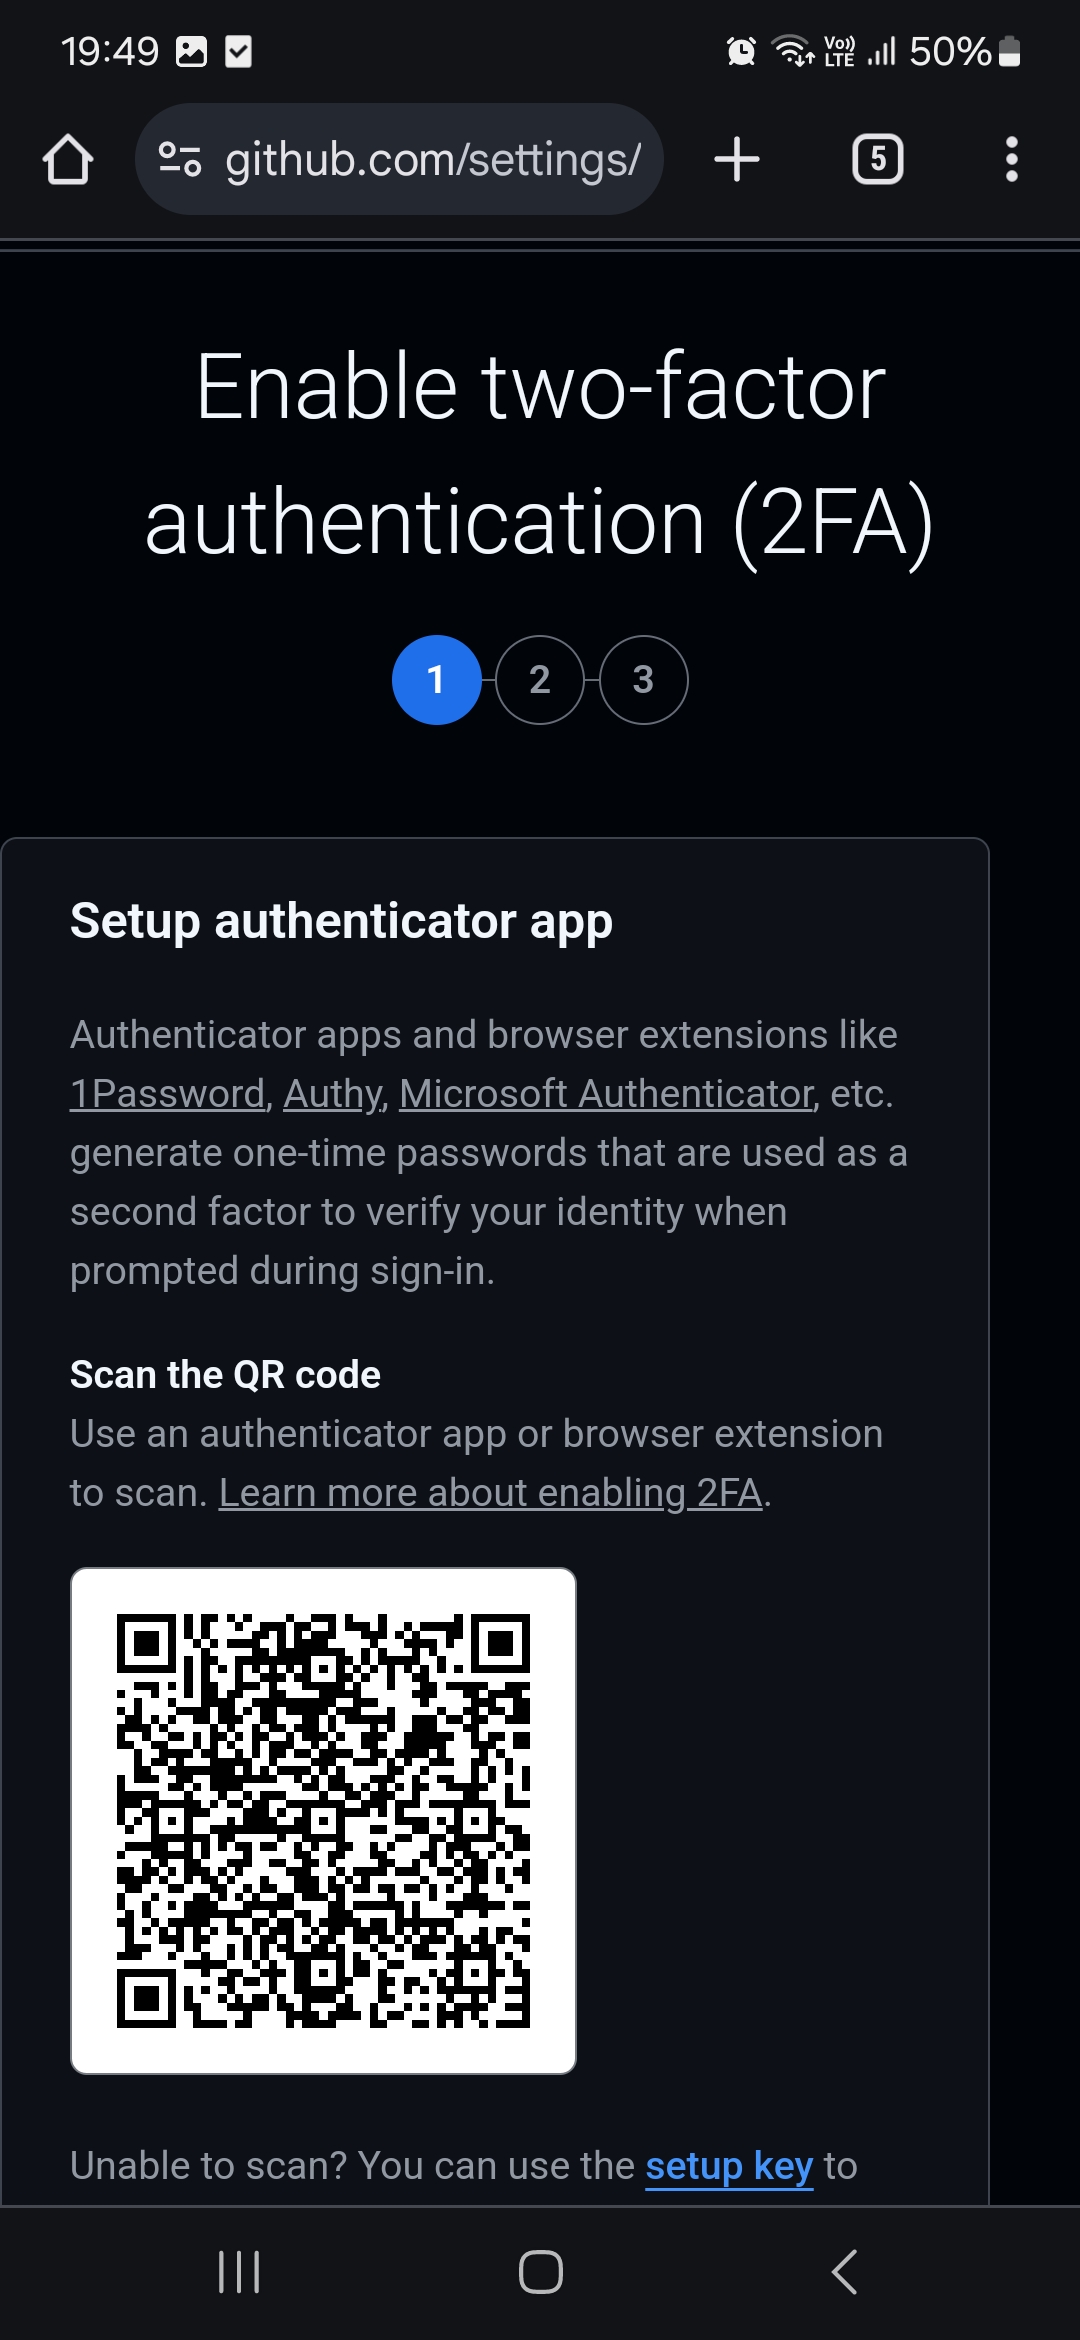 19:49
Vo)) LTE
50%
github.com/settings/
5
Enable two-factor
authentication (2FA)
1 2 3
Setup authenticator app
Authenticator apps and browser extensions like
1Password, Authy, Microsoft Authenticator, etc.
generate one-time passwords that are used as a
second factor to verify your identity when
prompted during sign-in.
Scan the QR code
Use an authenticator app or browser extension
to scan. Learn more about enabling 2FA.
Unable to scan? You can use the setup key to